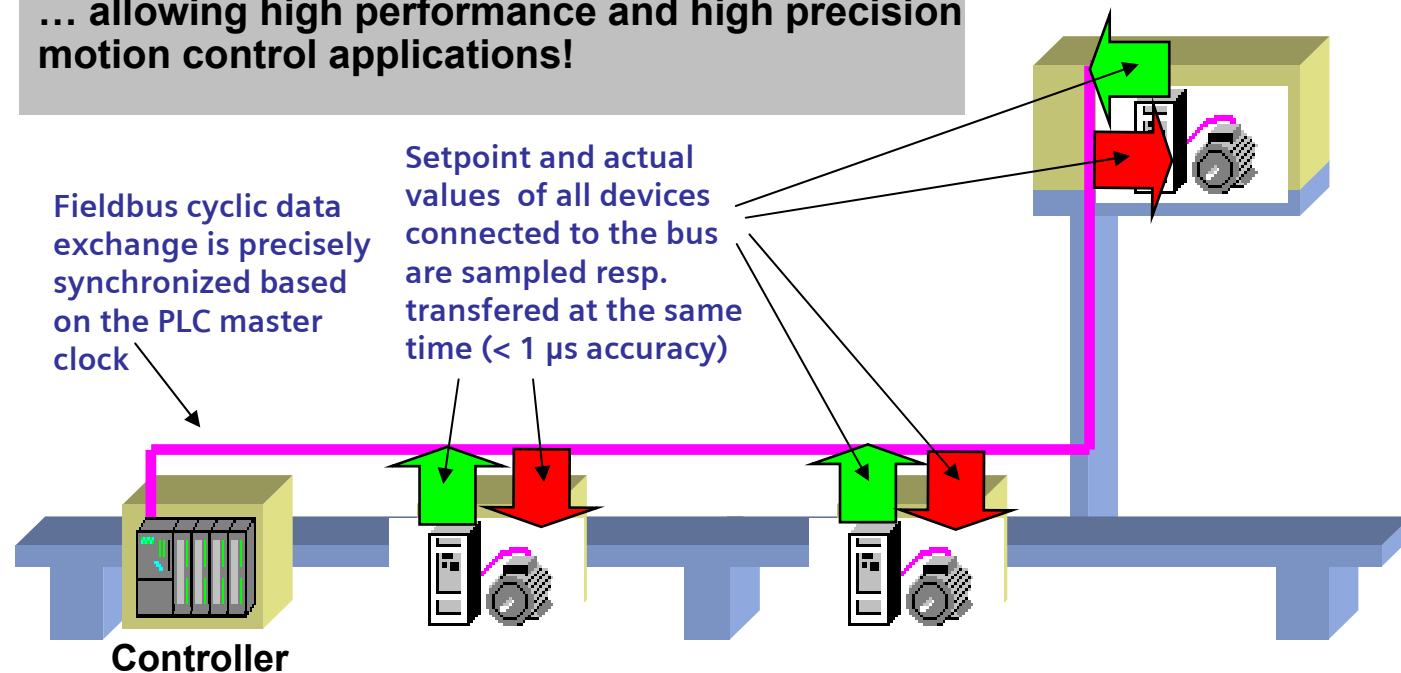 … allowing high performance and high precision
motion control applications!
Setpoint and actual
values of all devices
connected to the bus
are sampled resp.
transfered at the same
time (< 1 µs accuracy)
Fieldbus cyclic data
exchange is precisely
synchronized based
on the PLC master
clock
Controller